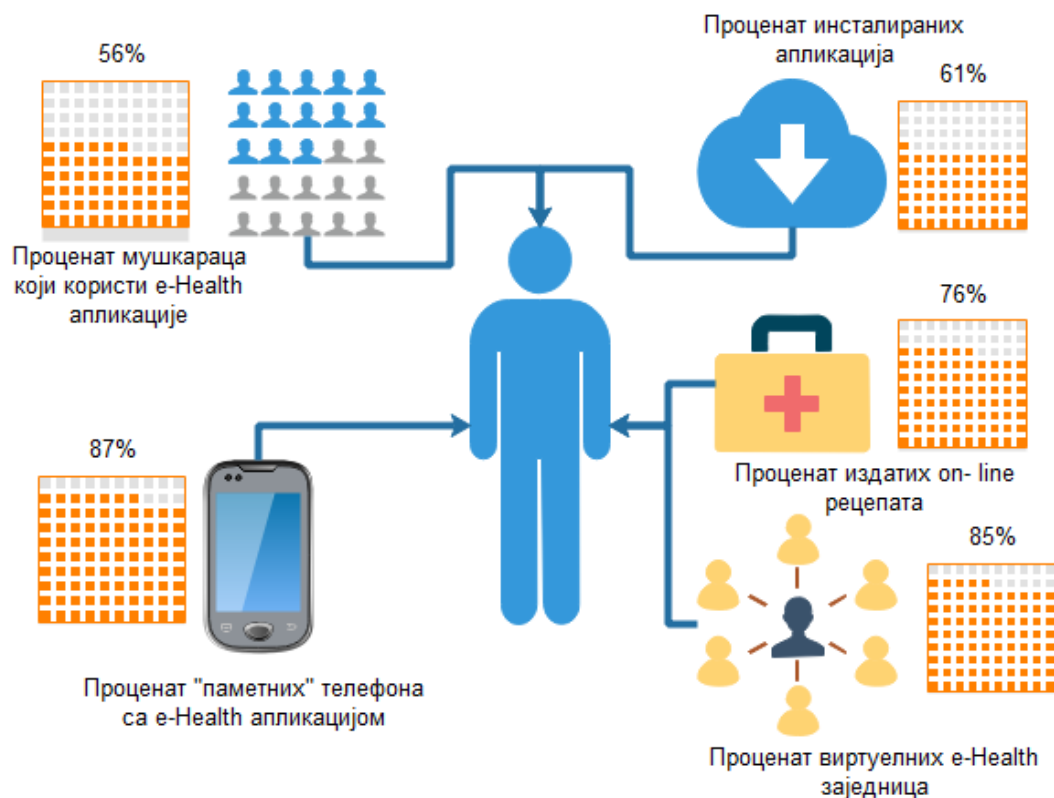 56%
Проценат мушкараца
који користи e-Health
апликације
Проценат инсталираних
апликација
61%
76%
Проценат издатих on- line
рецепата
87%
Проценат "паметних" телефона
са e-Health апликацијом
85%
Проценат виртуелних e-Health
заједница